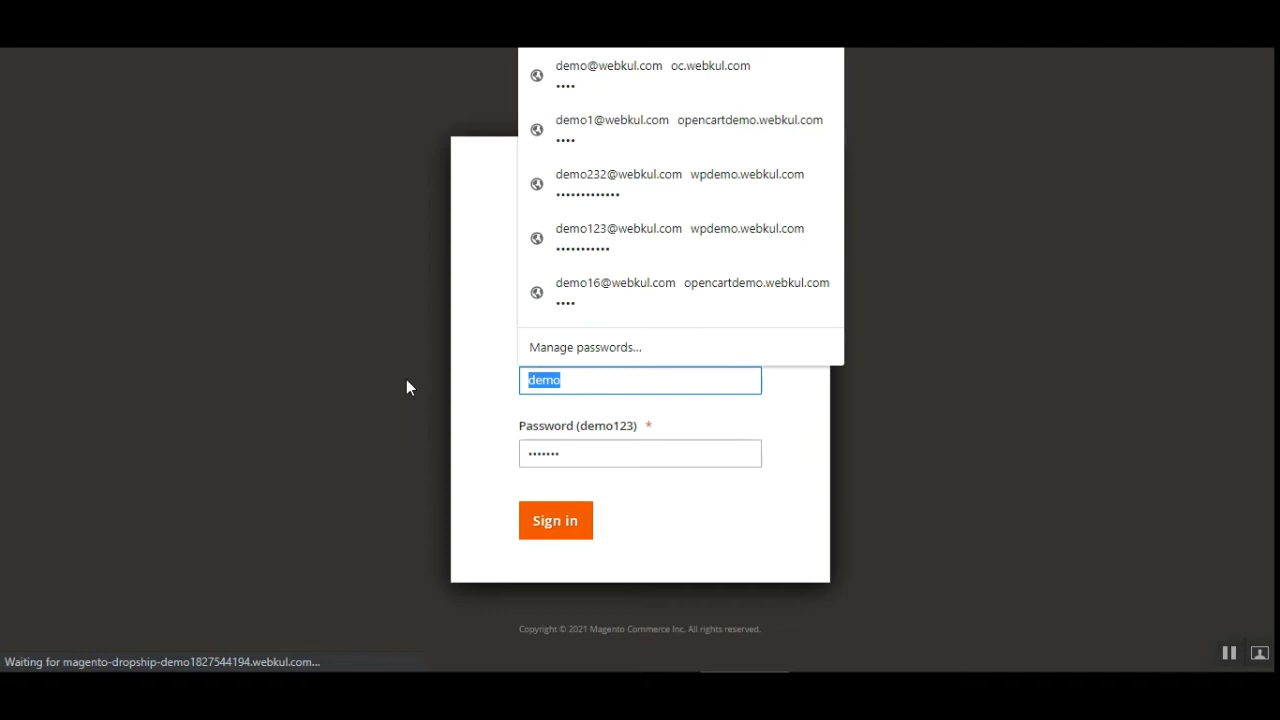 demo@webkul.com oc.webkul.com
••••
demo1@webkul.com opencartdemo.webkul.com
••••
demo232@webkul.com wpdemo.webkul.com
•••••••••••••
demo123@webkul.com wpdemo.webkul.com
•••••••••••
demo16@webkul.com opencartdemo.webkul.com
••••
Manage passwords...
demo
Password (demo123) *
•••••••
Sign in
Copyright © 2021 Magento Commerce Inc. All rights reserved.
Waiting for magento-dropship-demo1827544194.webkul.com...